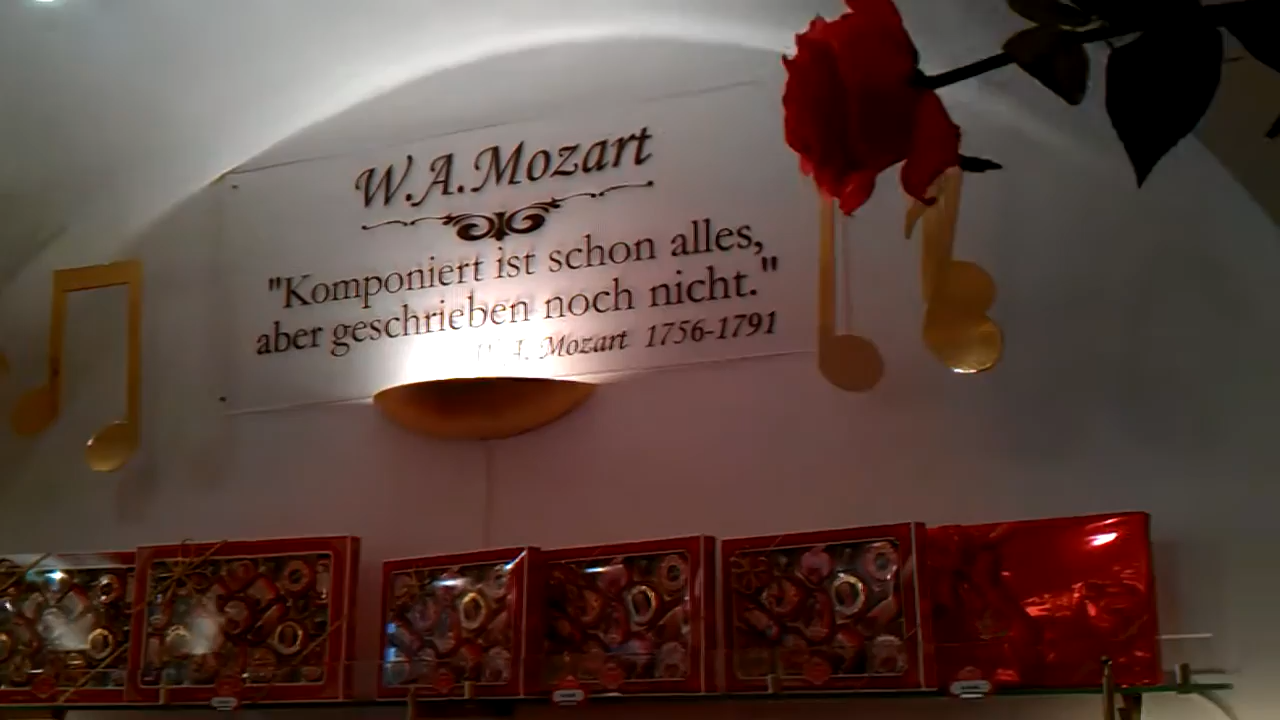 W.A.Mozart
"Komponiert ist schon alles,
aber geschrieben noch nicht."
W.A. Mozart 1756-1791